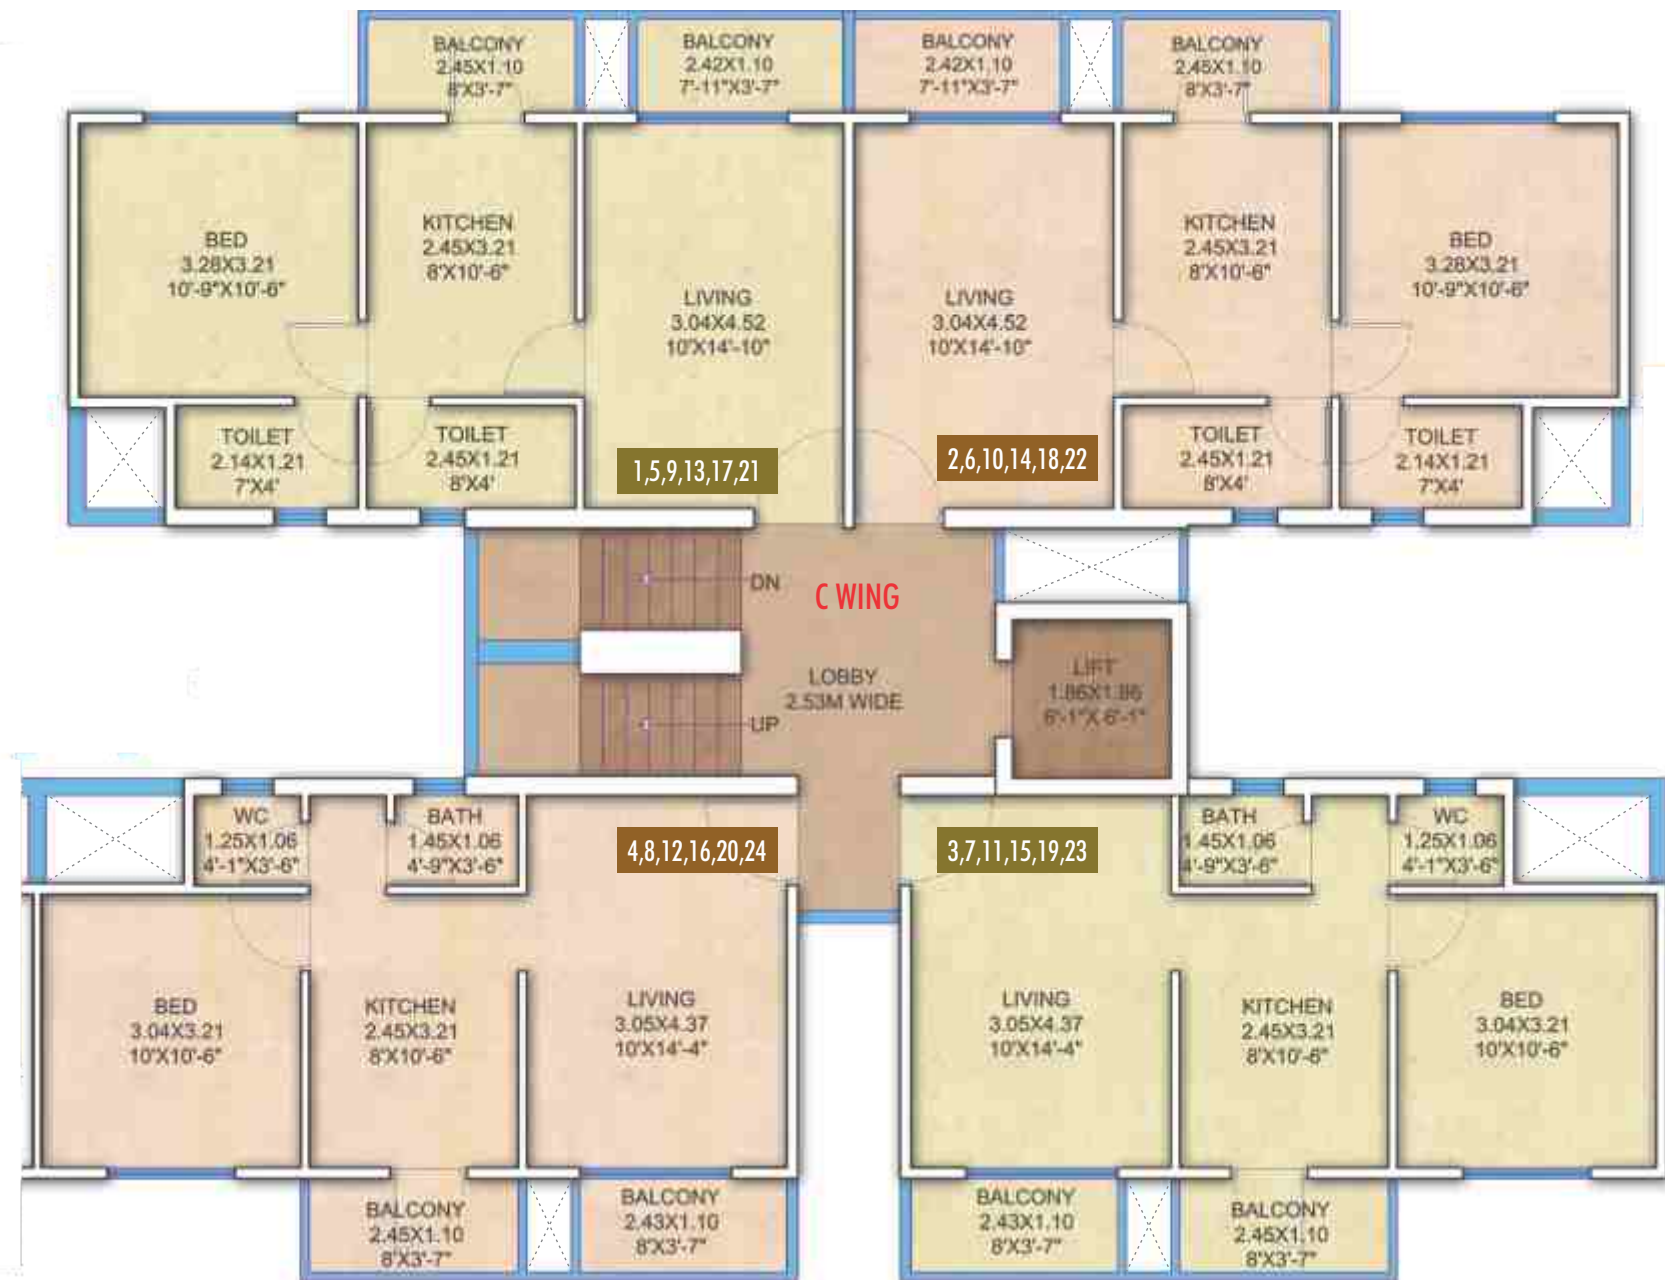 BALCONY
2.45X1.10
8'X3'-7"
BALCONY
2.42X1.10
7'-11"X3'-7"
BALCONY
2.42X1.10
7'-11"X3'-7"
BALCONY
2.45X1.10
8'X3'-7"
BED
3.28X3.21
10'-9"X10'-6"
KITCHEN
2.45X3.21
8'X10'-6"
LIVING
3.04X4.52
10'X14'-10"
LIVING
3.04X4.52
10'X14'-10"
KITCHEN
2.45X3.21
8'X10'-6"
BED
3.28X3.21
10'-9"X10'-6"
TOILET
2.14X1.21
7'X4'
TOILET
2.45X1.21
8'X4'
1,5,9,13,17,21
2,6,10,14,18,22
TOILET
2.45X1.21
8'X4'
TOILET
2.14X1.21
7'X4'
DN
C WING
LOBBY
2.53M WIDE
UP
LIFT
1.86X1.86
6'-1"X 6'-1"
WC
1.25X1.06
4'-1"X3'-6"
BATH
1.45X1.06
4'-9"X3'-6"
4,8,12,16,20,24
3,7,11,15,19,23
BATH
1.45X1.06
4'-9"X3'-6"
WC
1.25X1.06
4'-1"X3'-6"
BED
3.04X3.21
10'X10'-6"
KITCHEN
2.45X3.21
8'X10'-6"
LIVING
3.05X4.37
10'X14'-4"
LIVING
3.05X4.37
10'X14'-4"
KITCHEN
2.45X3.21
8'X10'-6"
BED
3.04X3.21
10'X10'-6"
BALCONY
2.45X1.10
8'X3'-7"
BALCONY
2.43X1.10
8'X3'-7"
BALCONY
2.43X1.10
8'X3'-7"
BALCONY
2.45X1.10
8'X3'-7"